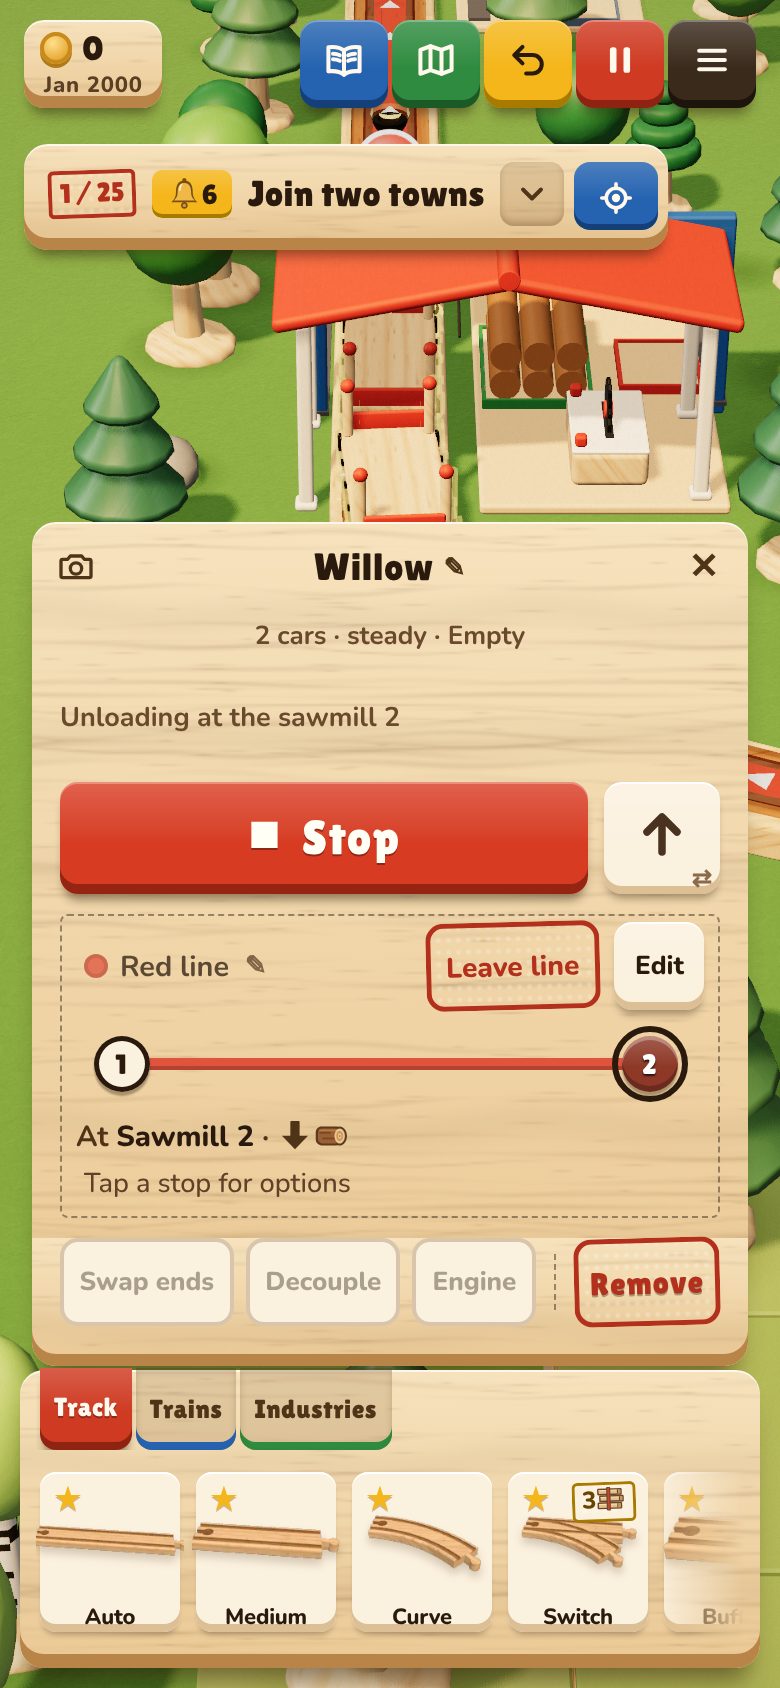 0
Jan 2000
1/25
6
Join two towns
Willow
2 cars · steady · Empty
Unloading at the sawmill 2
Stop
Red line
Leave line
Edit
1
2
At Sawmill 2 ·
Tap a stop for options
Swap ends
Decouple
Engine
Remove
Track
Trains
Industries
3
Auto
Medium
Curve
Switch